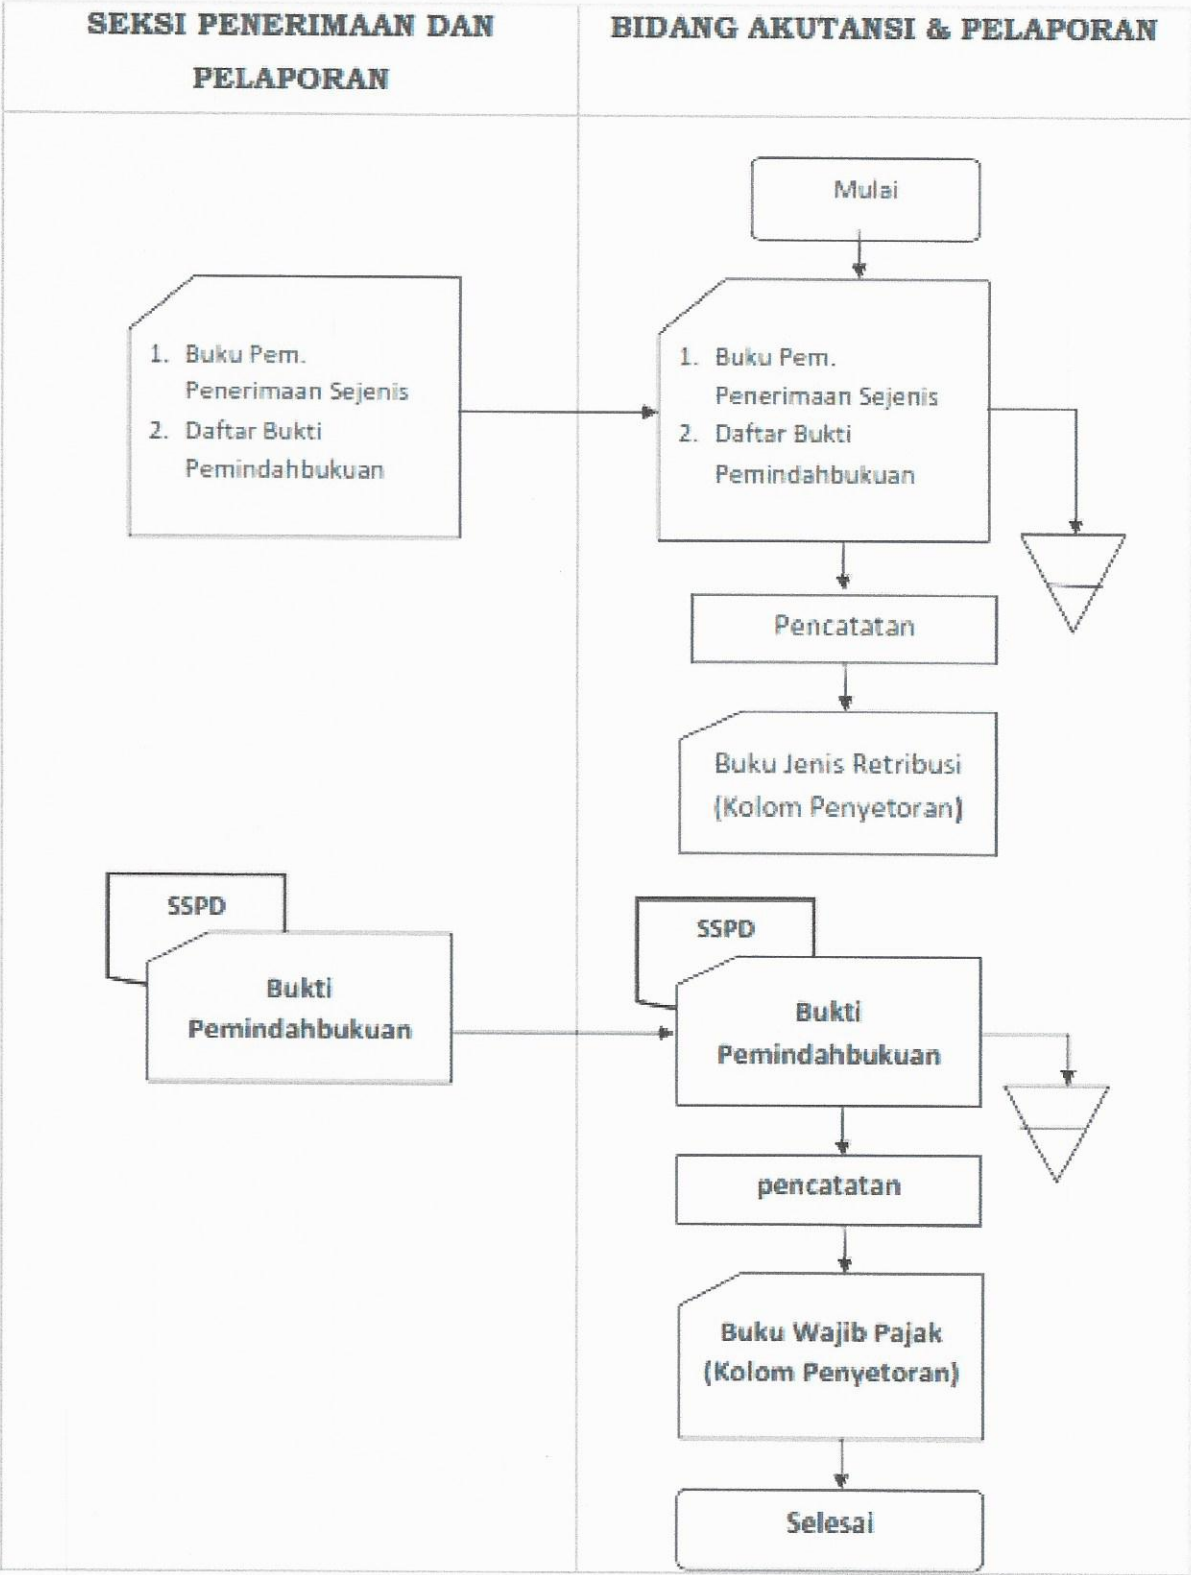 SEKSI PENERIMAAN DAN
PELAPORAN
BIDANG AKUTANSI & PELAPORAN
Mulai
1. Buku Pem.
Penerimaan Sejenis
2. Daftar Bukti
Pemindahbukuan
1. Buku Pem.
Penerimaan Sejenis
2. Daftar Bukti
Pemindahbukuan
Pencatatan
Buku Jenis Retribusi
(Kolom Penyetoran)
SSPD
Bukti
Pemindahbukuan
SSPD
Bukti
Pemindahbukuan
pencatatan
Buku Wajib Pajak
(Kolom Penyetoran)
Selesai